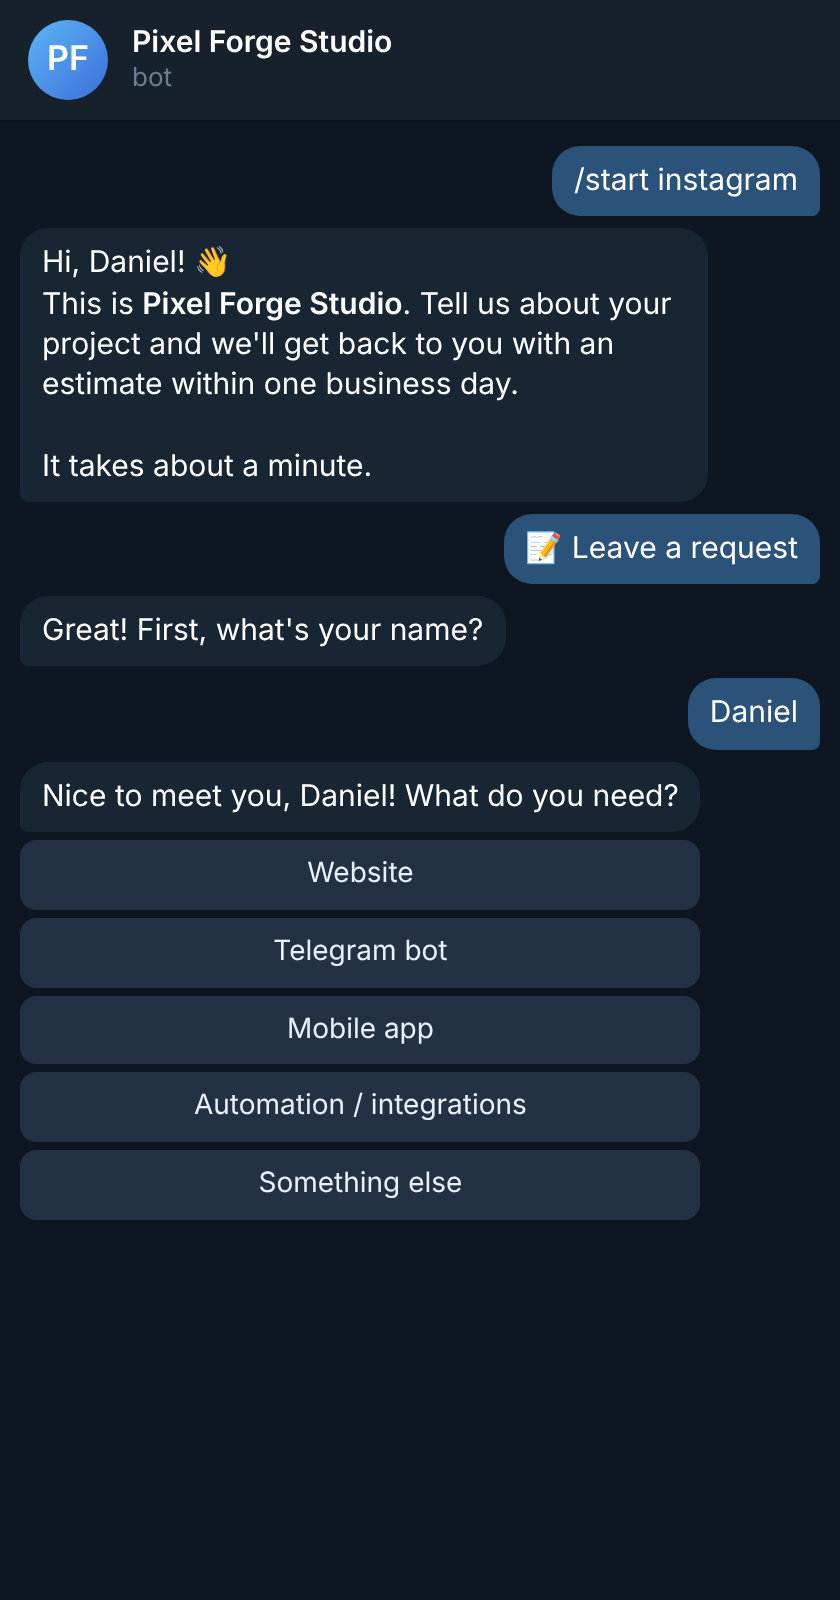 PF
Pixel Forge Studio
bot
/start instagram
Hi, Daniel! 👋
This is Pixel Forge Studio. Tell us about your
project and we'll get back to you with an
estimate within one business day.
It takes about a minute.
📝 Leave a request
Great! First, what's your name?
Daniel
Nice to meet you, Daniel! What do you need?
Website
Telegram bot
Mobile app
Automation / integrations
Something else